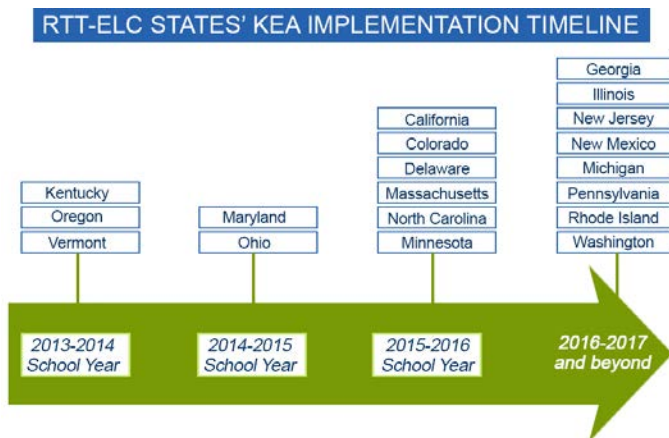 RTT-ELC STATES' KEA IMPLEMENTATION TIMELINE
Kentucky
Oregon
Vermont
2013-2014
School Year
Maryland
Ohio
2014-2015
School Year
California
Colorado
Delaware
Massachusetts
North Carolina
Minnesota
2015-2016
School Year
Georgia
Illinois
New Jersey
New Mexico
Michigan
Pennsylvania
Rhode Island
Washington
2016-2017
and beyond